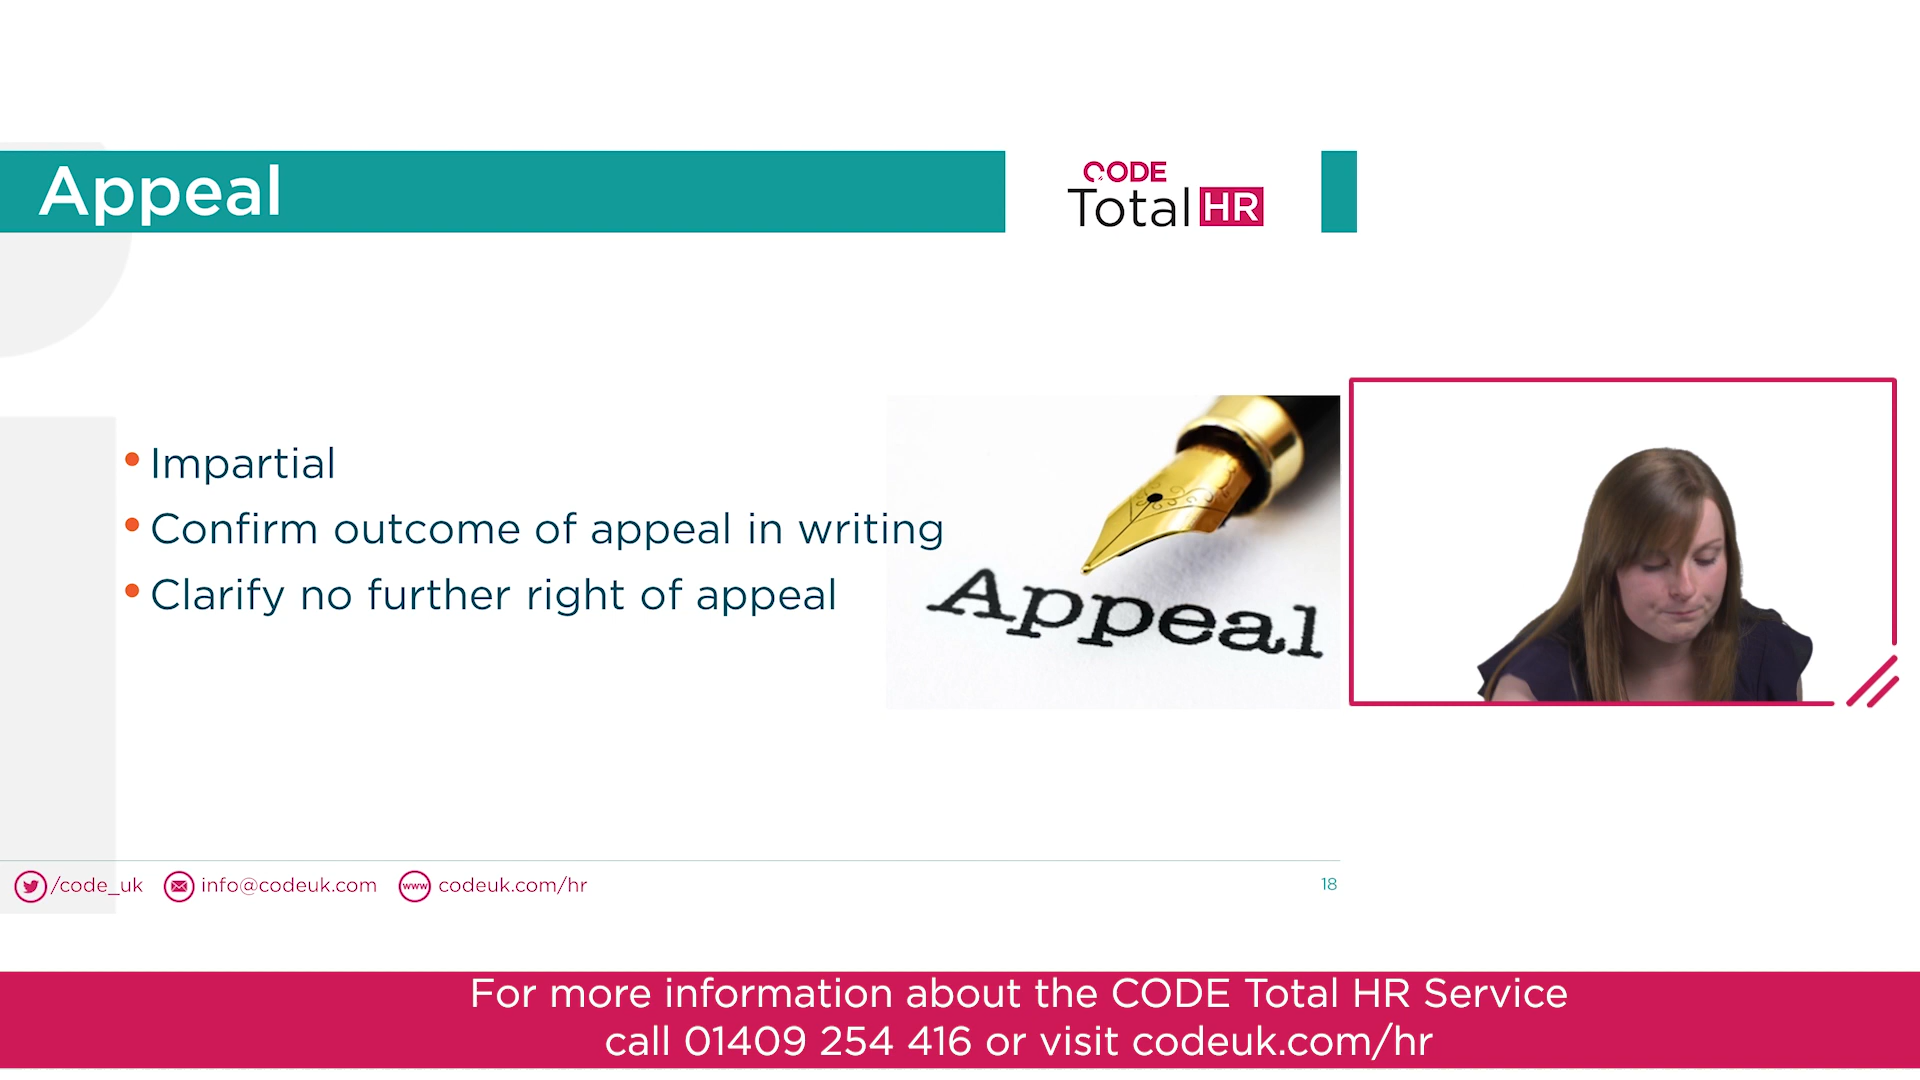 Appeal
CODE
Total HR
• Impartial
• Confirm outcome of appeal in writing
• Clarify no further right of appeal
Appeal
/code_uk
info@codeuk.com
www
codeuk.com/hr
18
For more information about the CODE Total HR Service
call 01409 254 416 or visit codeuk.com/hr